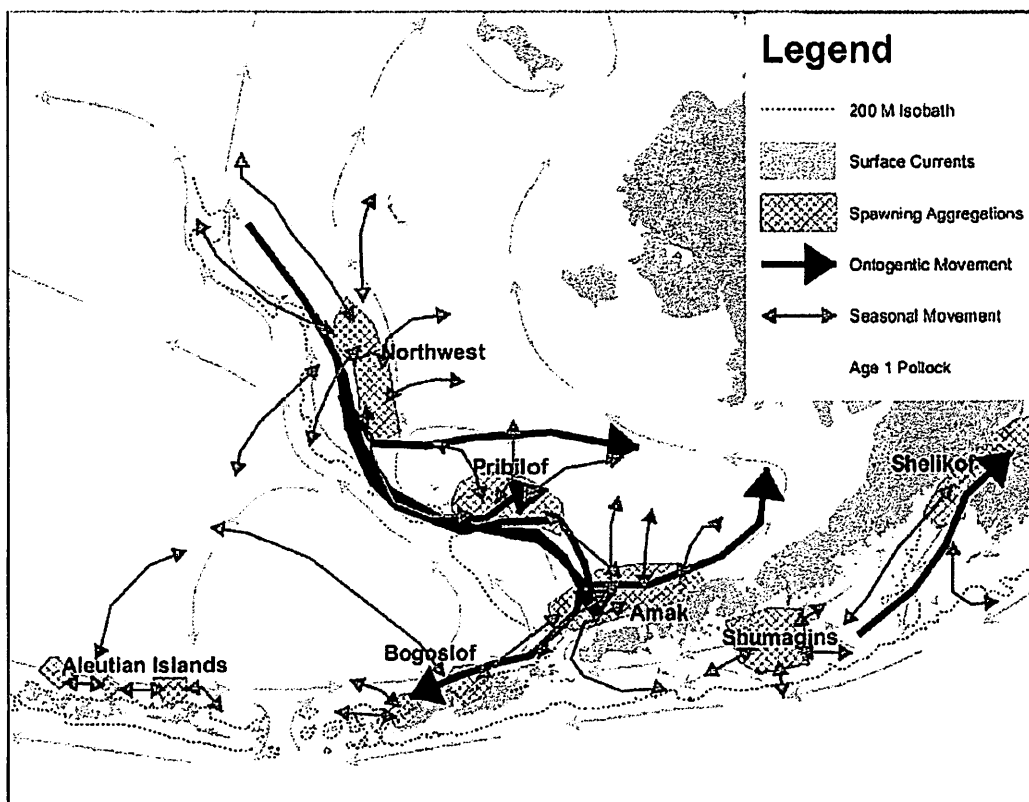 Legend
200 M Isobath
Surface Currents
Spawning Aggregations
Ontogentic Movement
Seasonal Movement
Age 1 Pollock
Northwest
Pribilof
Shelikof
Amak
Shumagins
Bogoslof
Aleutian Islands